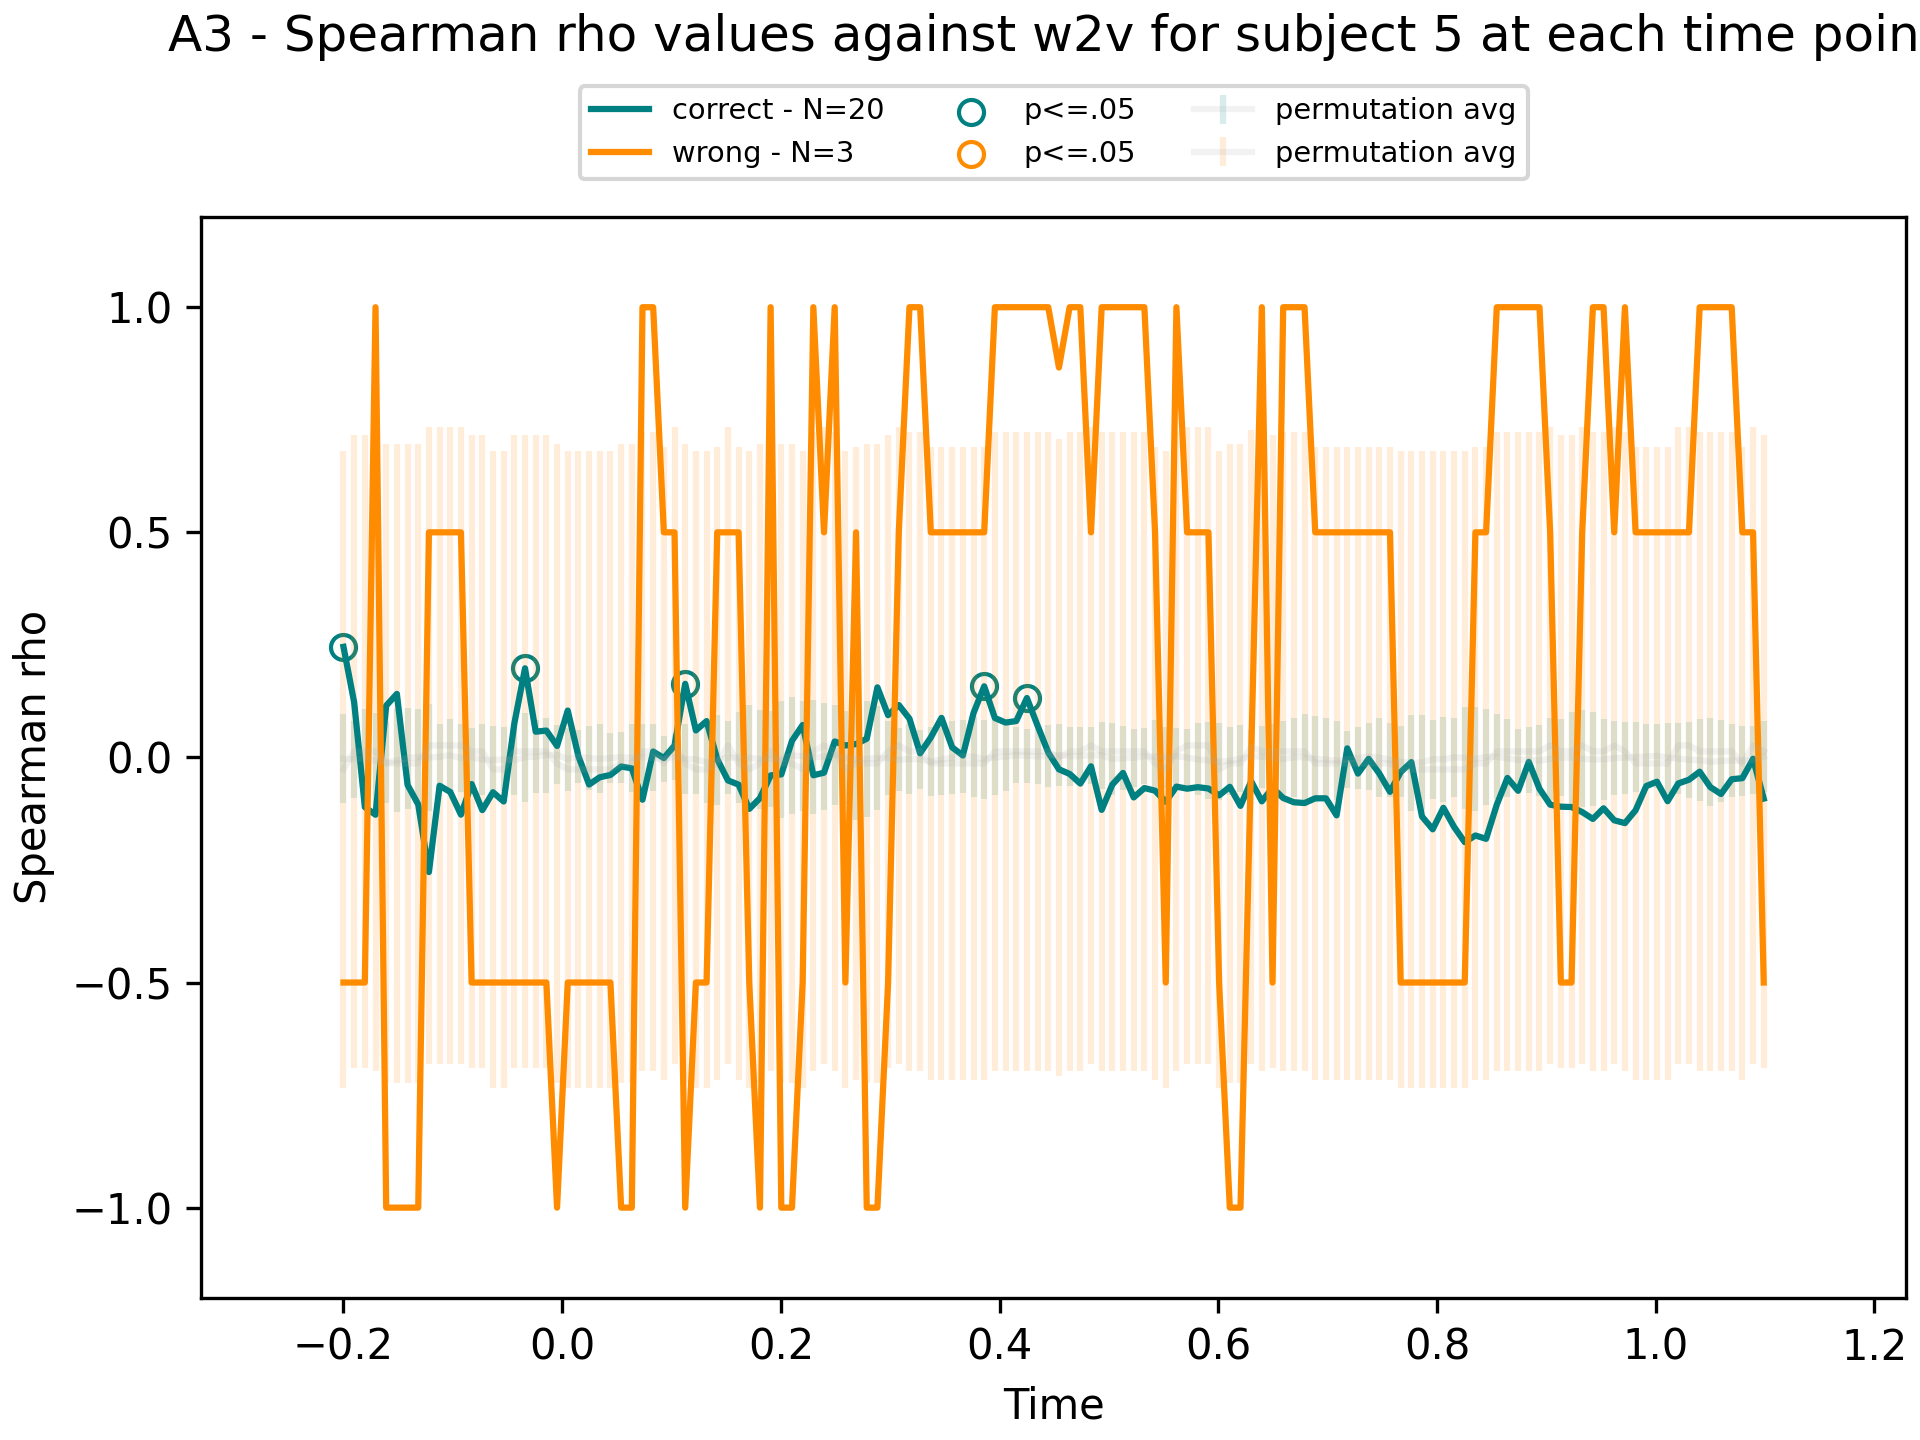 A3 - Spearman rho values against w2v for subject 5 at each time poin
correct - N=20
wrong - N=3
p<=.05
p<=.05
permutation avg
permutation avg
Spearman rho
1.0
0.5
0.0
−0.5
−1.0
−0.2 0.0 0.2 0.4 0.6 0.8 1.0 1.2
Time